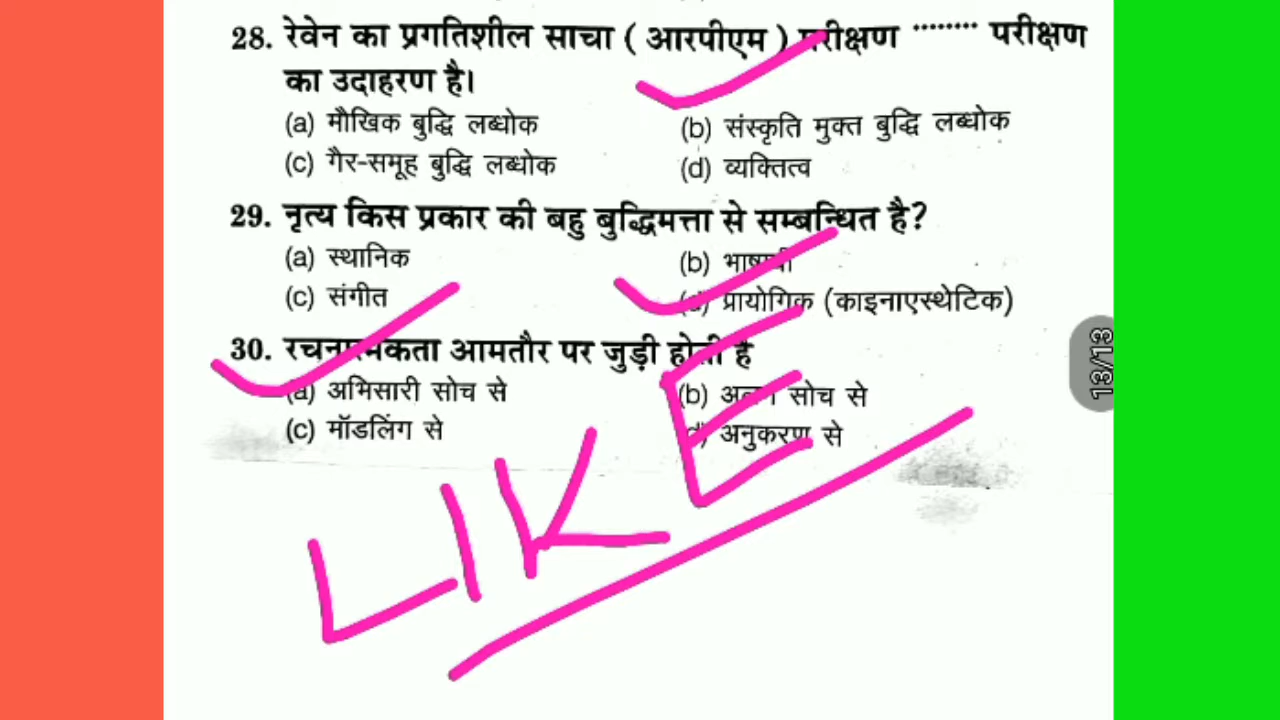 28. रेवेन का प्रगतिशील साचा ( आरपीएम ) परीक्षण ········ परीक्षण
का उदाहरण है।
(a) मौखिक बुद्धि लब्धोक (b) संस्कृति मुक्त बुद्धि लब्धोक
(c) गैर-समूह बुद्धि लब्धोक (d) व्यक्तित्व
29. नृत्य किस प्रकार की बहु बुद्धिमत्ता से सम्बन्धित है?
(a) स्थानिक (b)
(c) संगीत (d) प्रायोगिक (काइनाएस्थेटिक)
30. रचनात्मकता आमतौर पर जुड़ी होती है
(a) अभिसारी सोच से (b) सोच से
(c) मॉडलिंग से (d) अनुकरण से
LIKE
13/13